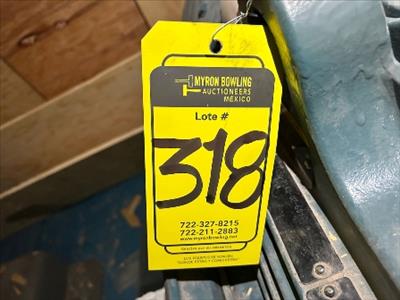 MYRON BOWLING
AUCTIONEERS
MÉXICO
Lote #
318
722-327-8215
722-211-2883
www.myronbowling.net